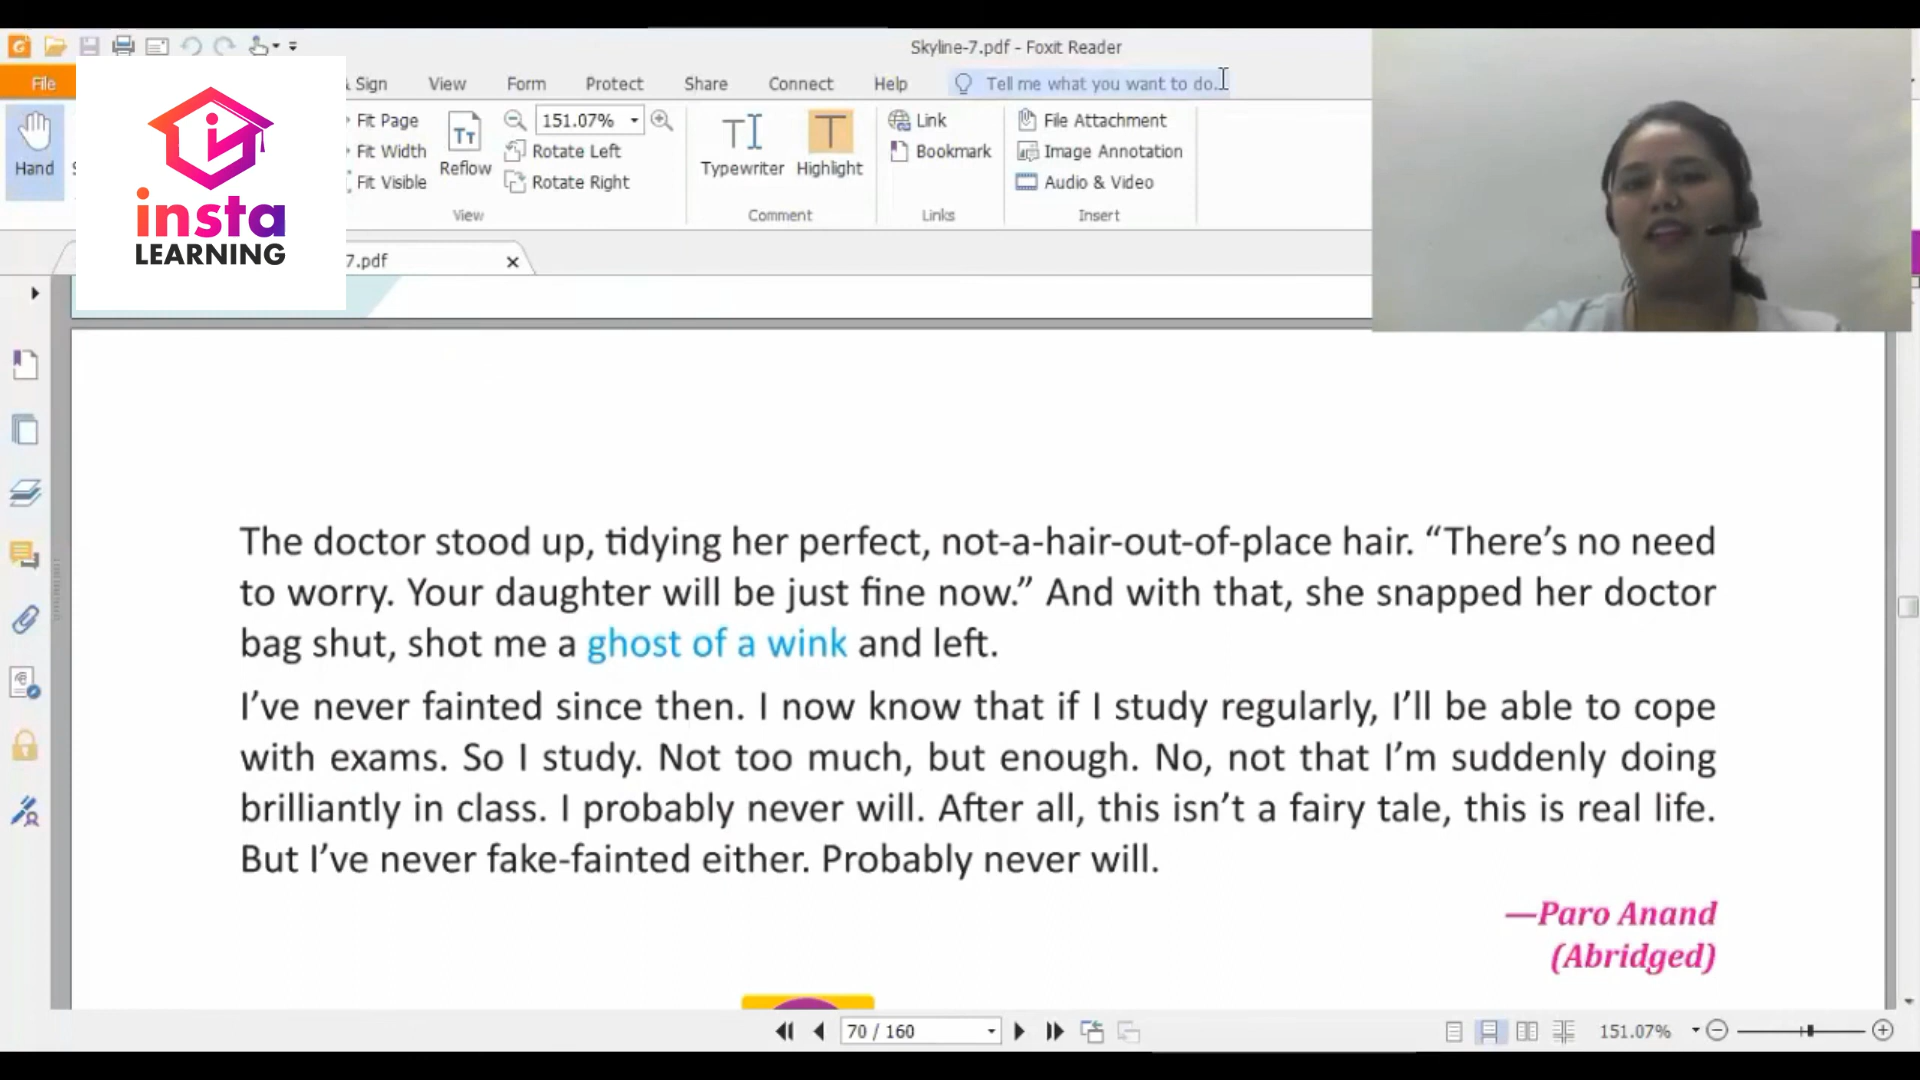 Skyline-7.pdf - Foxit Reader
File
& Sign
View
Form
Protect
Share
Connect
Help
Tell me what you want to do..
Hand
Fit Page
Fit Width
Fit Visible
Reflow
151.07%
Rotate Left
Rotate Right
View
Typewriter
Highlight
Comment
Link
Bookmark
Links
File Attachment
Image Annotation
Audio & Video
Insert
insta
LEARNING
7.pdf
The doctor stood up, tidying her perfect, not-a-hair-out-of-place hair. “There’s no need
to worry. Your daughter will be just fine now.” And with that, she snapped her doctor
bag shut, shot me a ghost of a wink and left.
I’ve never fainted since then. I now know that if I study regularly, I’ll be able to cope
with exams. So I study. Not too much, but enough. No, not that I’m suddenly doing
brilliantly in class. I probably never will. After all, this isn’t a fairy tale, this is real life.
But I’ve never fake-fainted either. Probably never will.
—Paro Anand
(Abridged)
70 / 160
151.07%